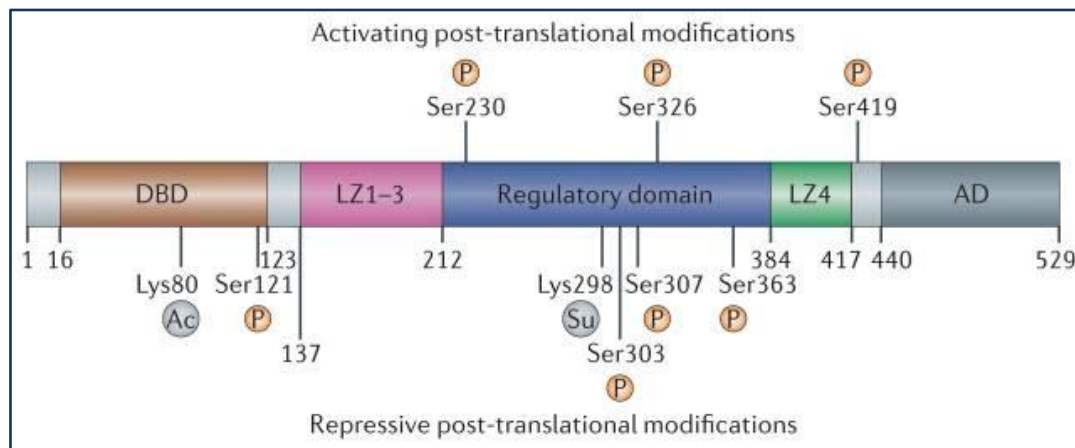 Activating post-translational modifications
P P P
Ser230 Ser326 Ser419
DBD LZ1–3 Regulatory domain LZ4 AD
1 16 123 212 384 417 440 529
Lys80 Ser121 Lys298 Ser307 Ser363
Ac P Su P P
137 Ser303
P
Repressive post-translational modifications